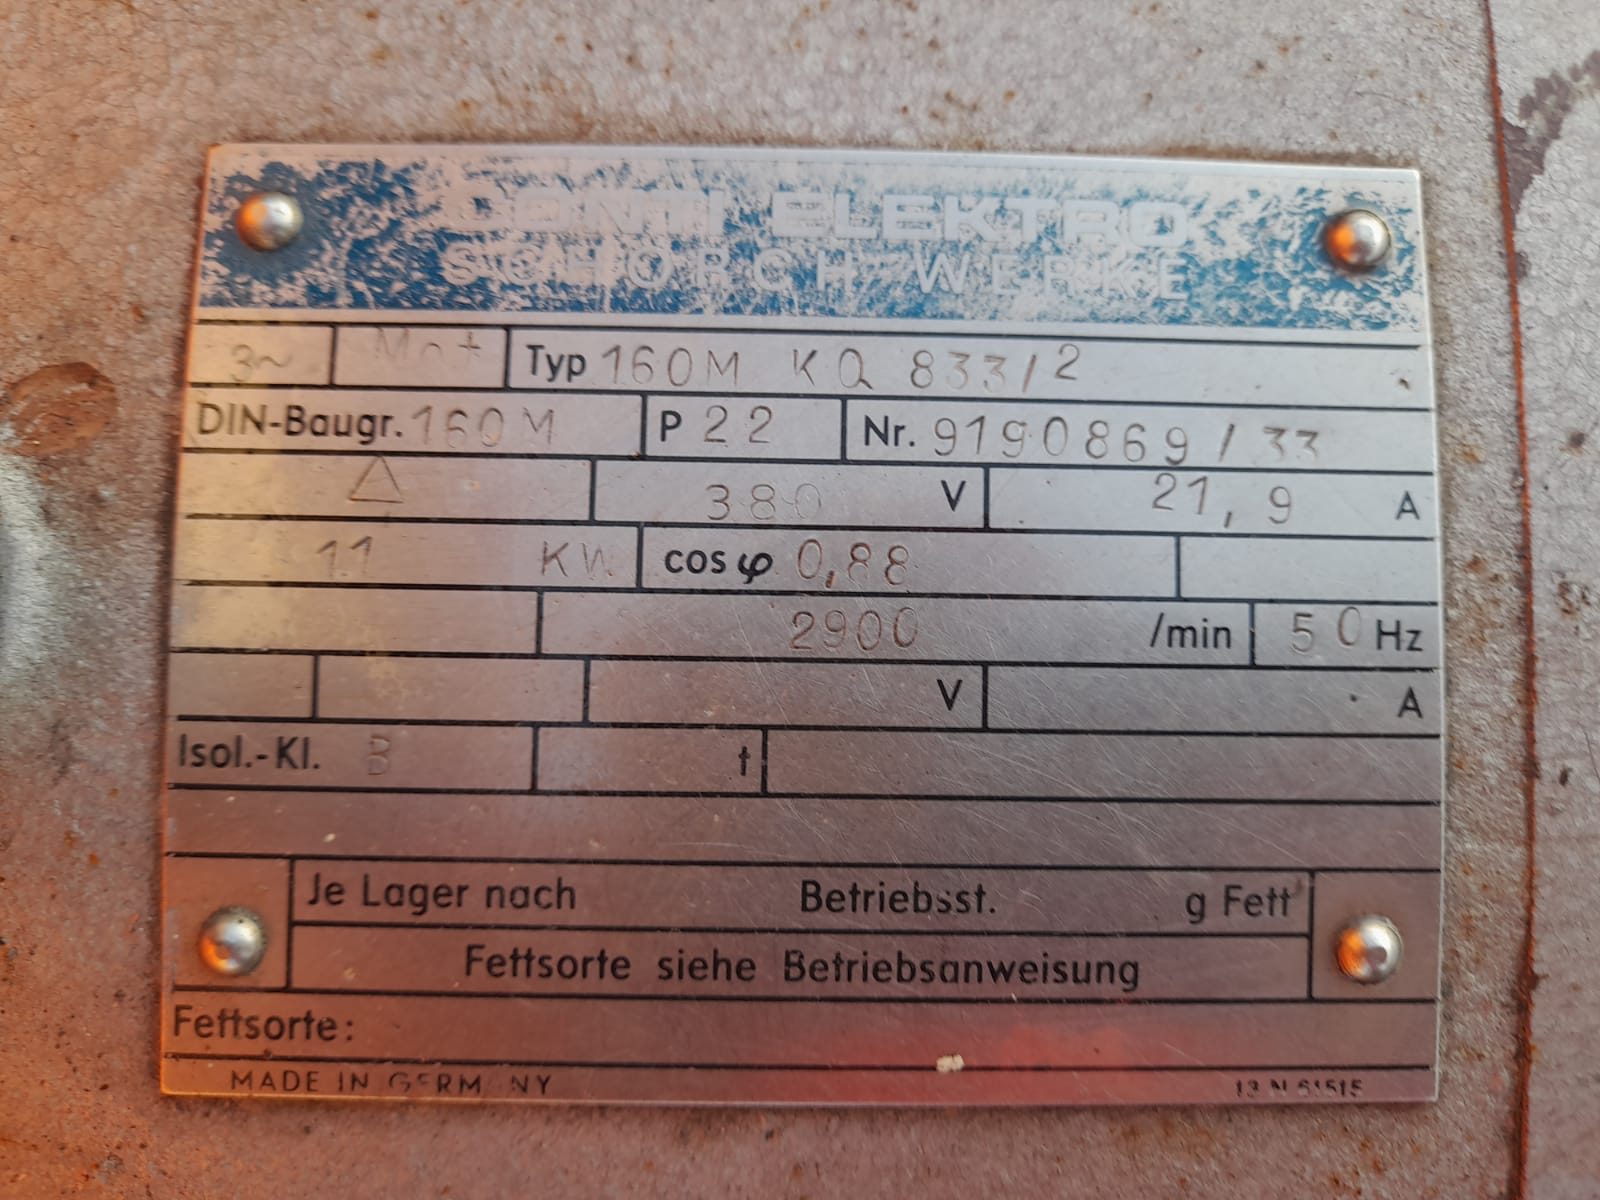 CONTI ELEKTRO
SCHORCH WERKE
3~ Mot Typ 160M KQ 833/2
DIN-Baugr. 160M P 22 Nr. 9190869/33
△ 380 V 21,9 A
11 KW cos φ 0,88
2900 /min 50 Hz
V A
Isol.-Kl. B t
Je Lager nach Betriebsst. g Fett
Fettsorte siehe Betriebsanweisung
Fettsorte:
MADE IN GERMANY